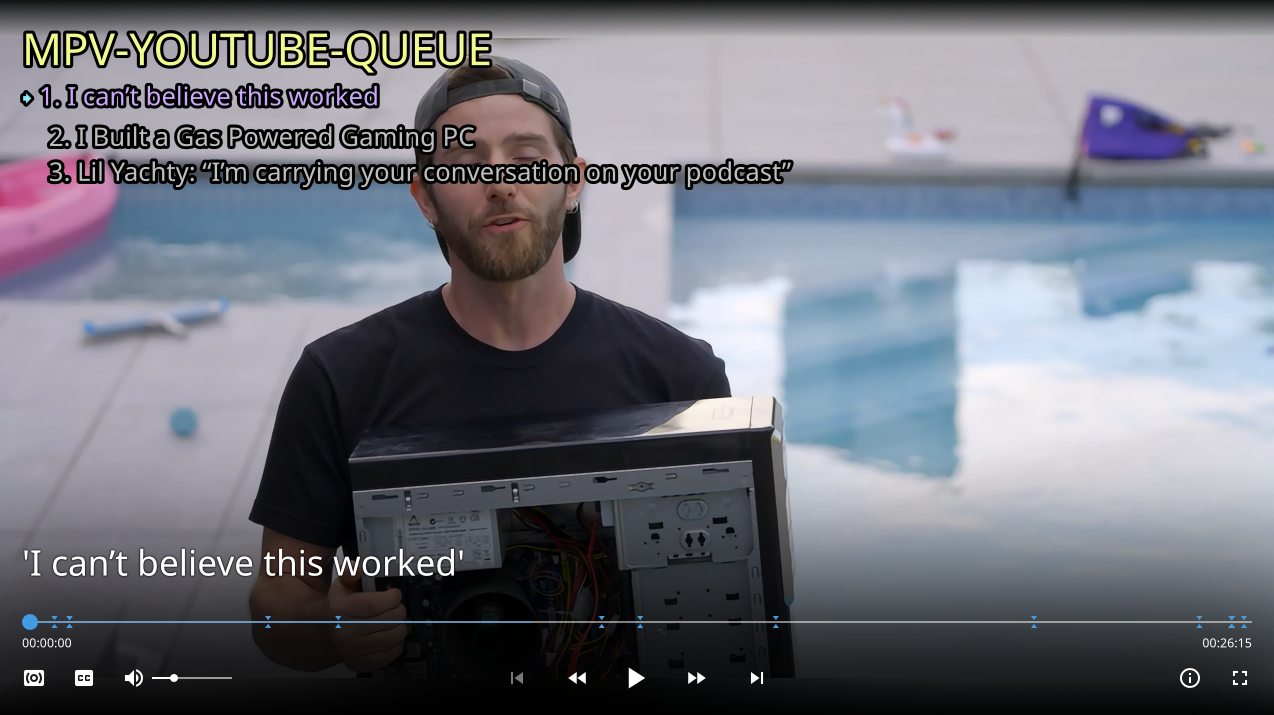 MPV-YOUTUBE-QUEUE
1. I can’t believe this worked
2. I Built a Gas Powered Gaming PC
3. Lil Yachty: “I’m carrying your conversation on your podcast”
'I can’t believe this worked'
00:00:00
00:26:15
CC